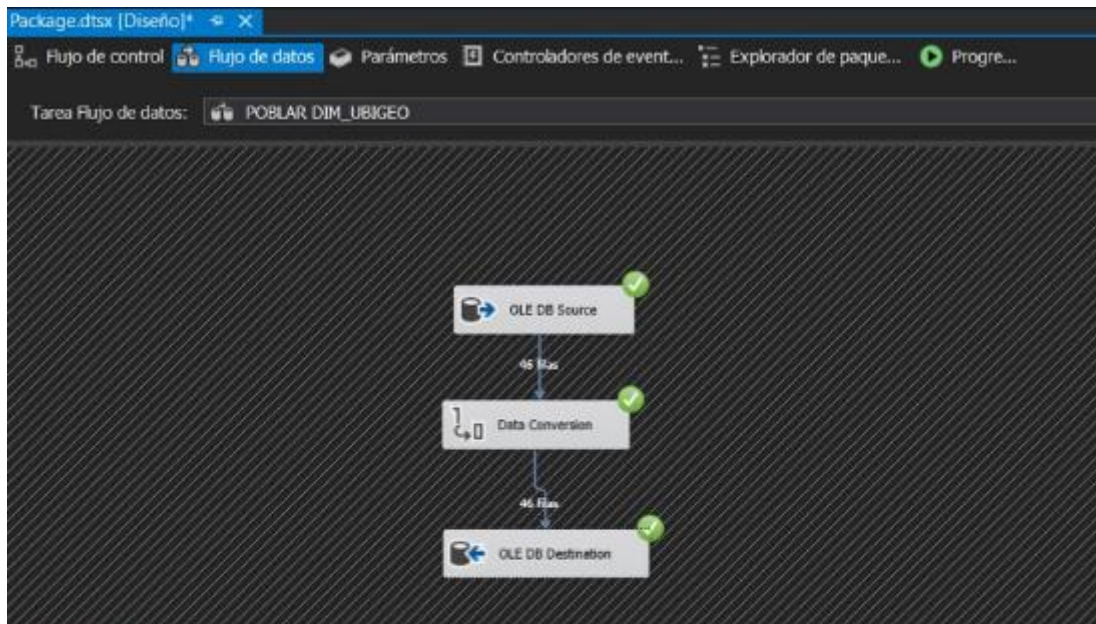 Package.dtsx [Diseño]*
Flujo de control Flujo de datos Parámetros Controladores de event... Explorador de paque... Progre...
Tarea Flujo de datos: POBLAR DIM_UBIGEO
OLE DB Source
46 filas
Data Conversion
46 filas
OLE DB Destination